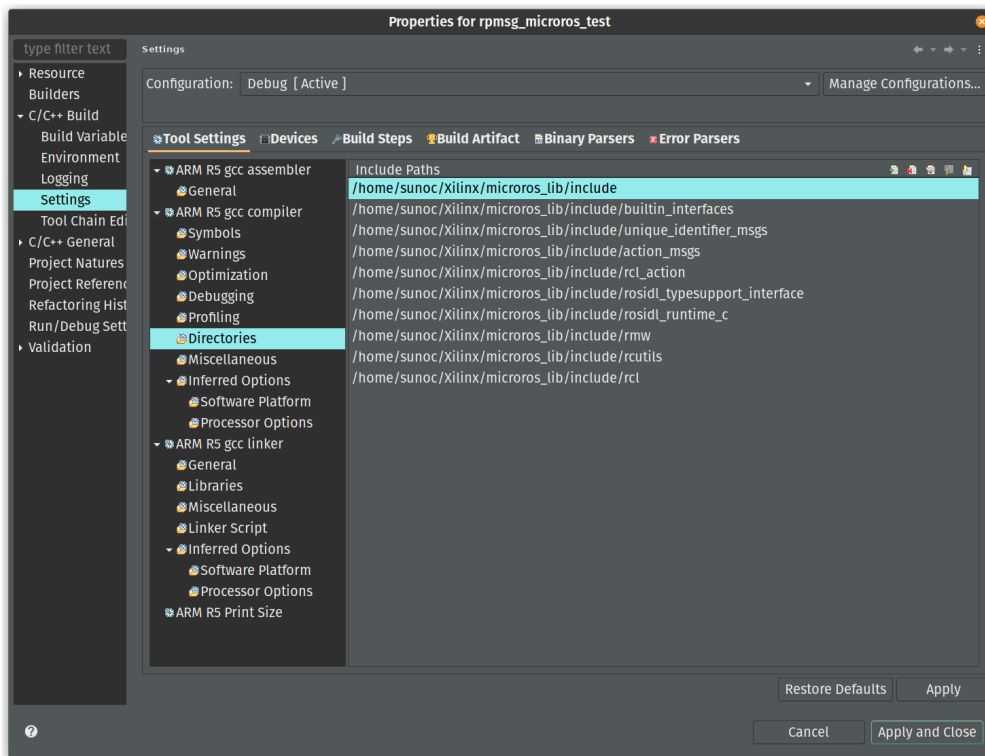 Properties for rpmsg_microros_test
type filter text
Settings
Resource
Builders
C/C++ Build
Build Variable
Environment
Logging
Settings
Tool Chain Edi
C/C++ General
Project Natures
Project Referenc
Refactoring Hist
Run/Debug Sett
Validation
Configuration: Debug [ Active ]
Manage Configurations...
Tool Settings Devices Build Steps Build Artifact Binary Parsers Error Parsers
ARM R5 gcc assembler
General
ARM R5 gcc compiler
Symbols
Warnings
Optimization
Debugging
Profiling
Directories
Miscellaneous
Inferred Options
Software Platform
Processor Options
ARM R5 gcc linker
General
Libraries
Miscellaneous
Linker Script
Inferred Options
Software Platform
Processor Options
ARM R5 Print Size
Include Paths
/home/sunoc/Xilinx/microros_lib/include
/home/sunoc/Xilinx/microros_lib/include/builtin_interfaces
/home/sunoc/Xilinx/microros_lib/include/unique_identifier_msgs
/home/sunoc/Xilinx/microros_lib/include/action_msgs
/home/sunoc/Xilinx/microros_lib/include/rcl_action
/home/sunoc/Xilinx/microros_lib/include/rosidl_typesupport_interface
/home/sunoc/Xilinx/microros_lib/include/rosidl_runtime_c
/home/sunoc/Xilinx/microros_lib/include/rmw
/home/sunoc/Xilinx/microros_lib/include/rcutils
/home/sunoc/Xilinx/microros_lib/include/rcl
Restore Defaults Apply
Cancel Apply and Close